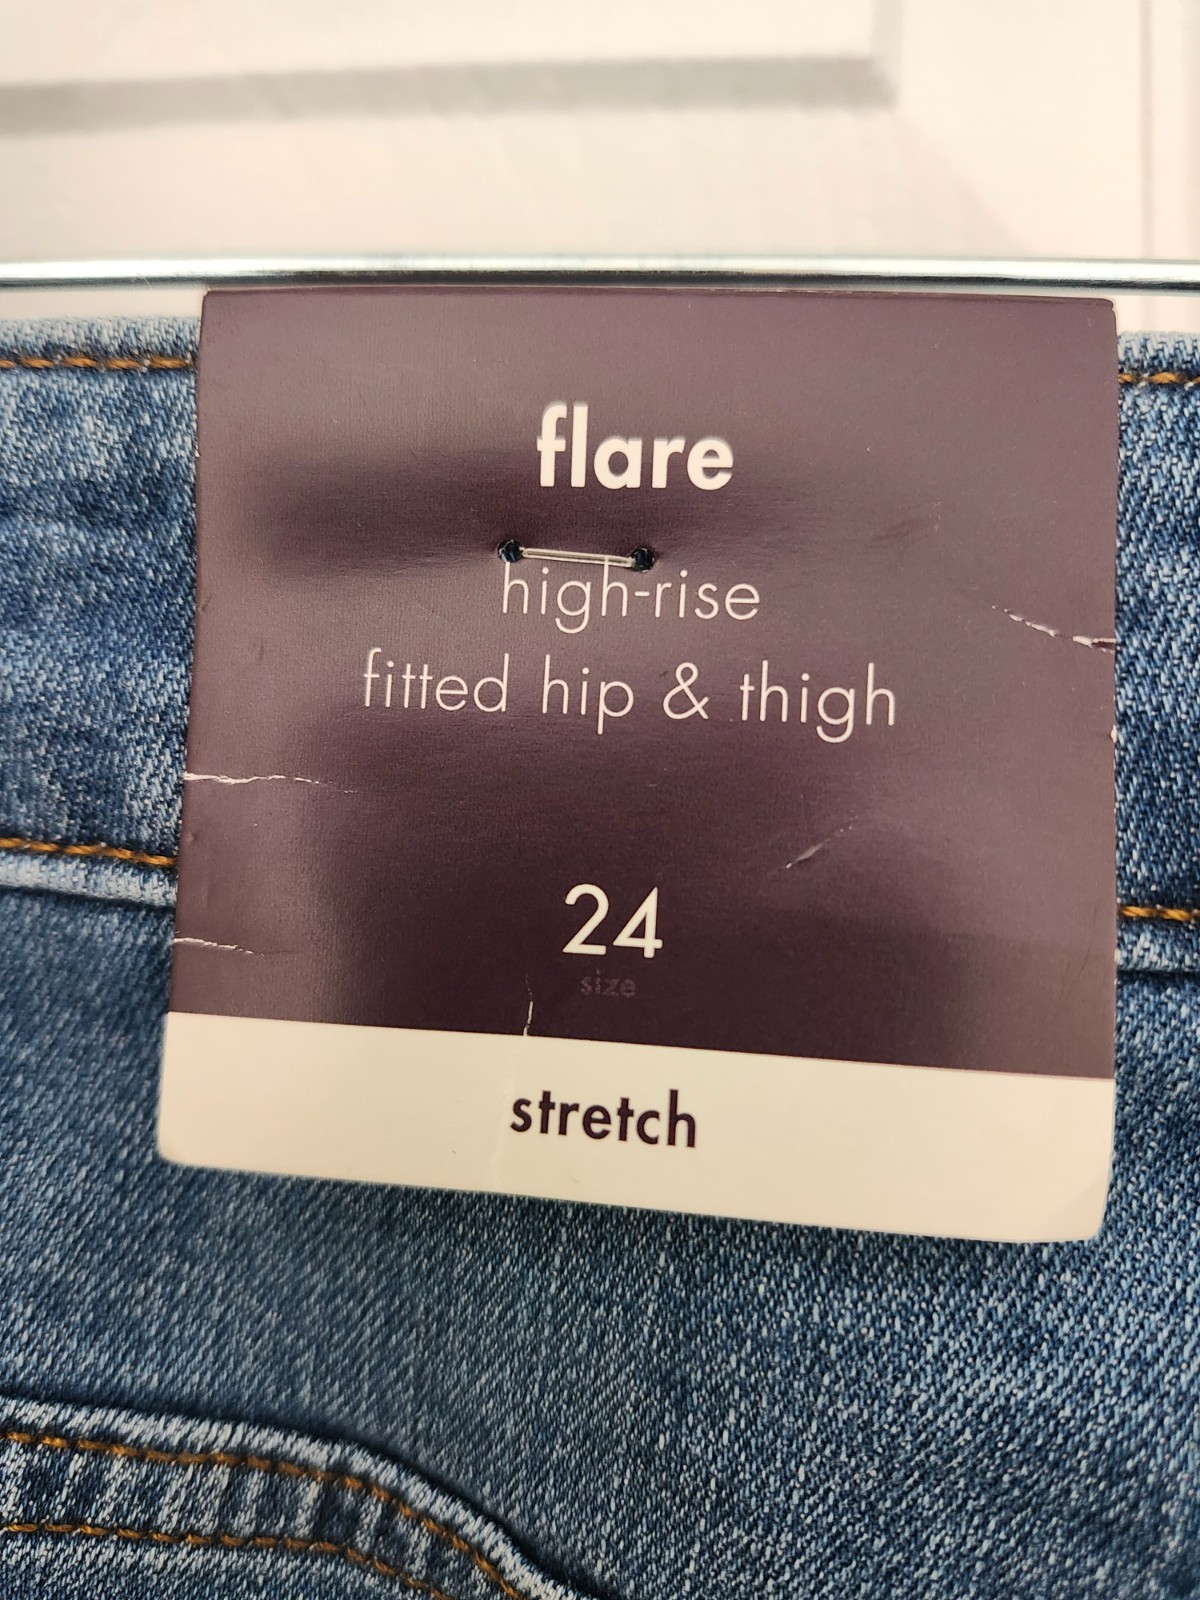 flare
high-rise
fitted hip & thigh
24
size
stretch